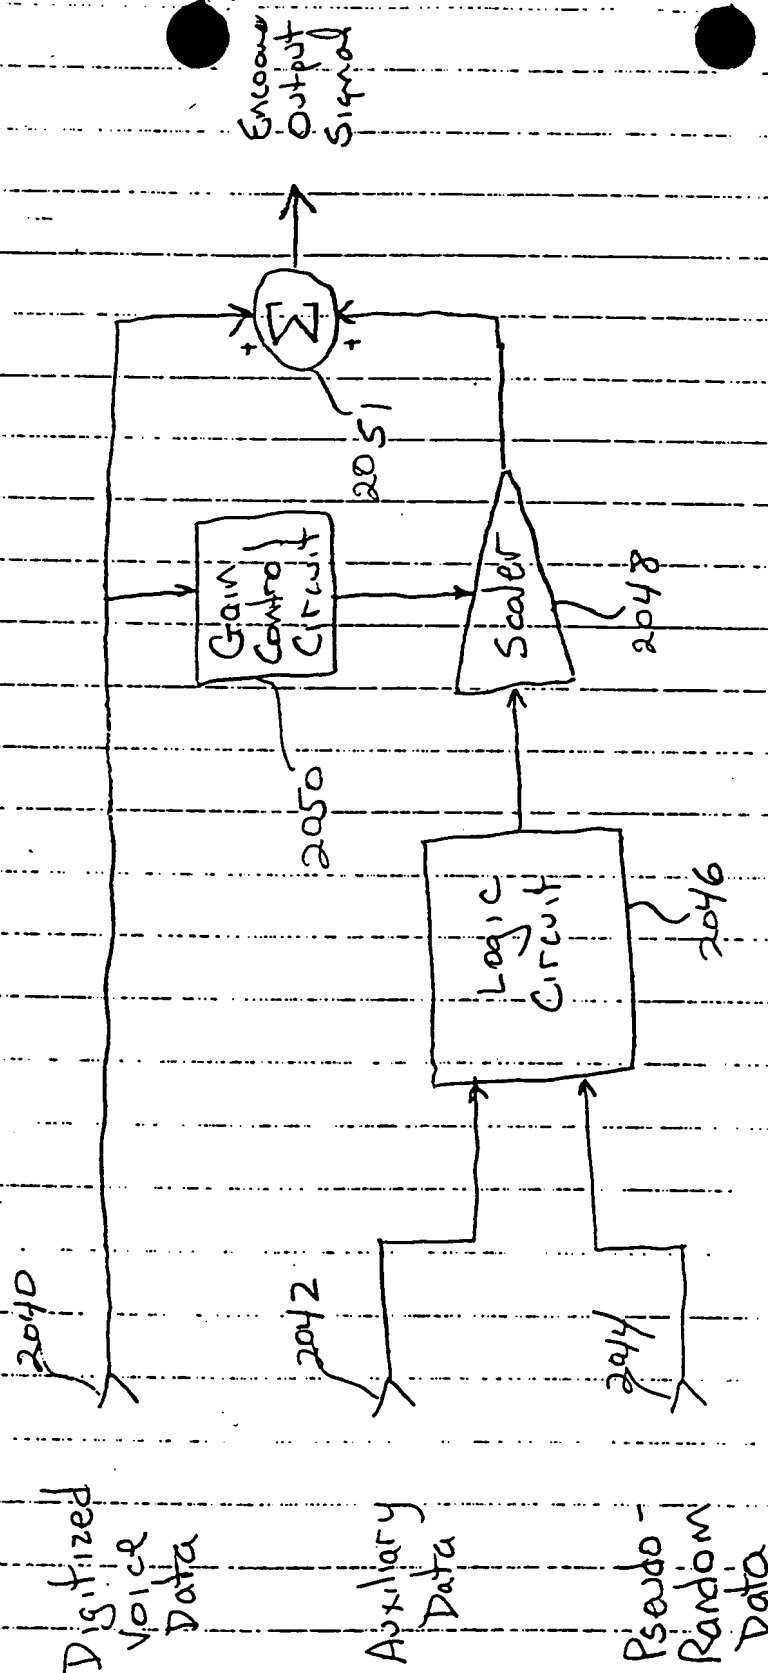 Digitized
Voice
Data
2040
Auxiliary
Data
2042
Pseudo-
Random
Data
2044
Logic
Circuit
2046
Gain
Control
Circuit
2050
Scaler
2048
+
Σ
+
2051
Output
Signal